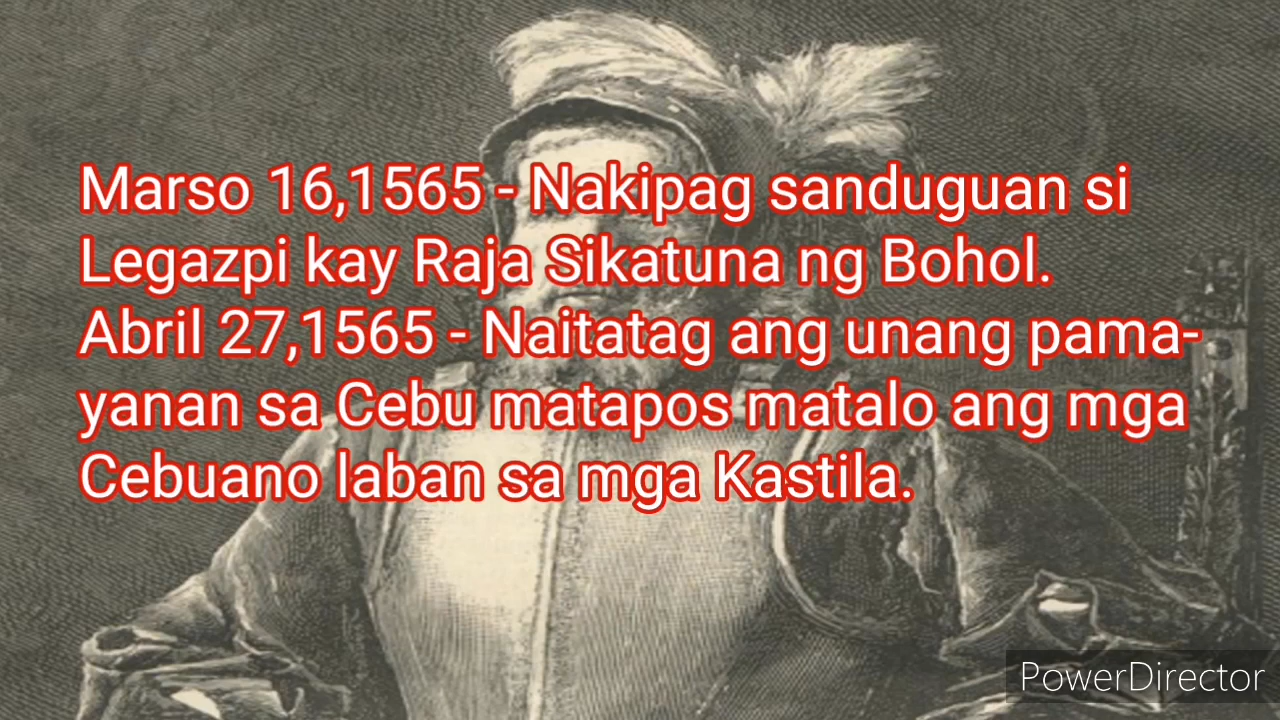 Marso 16,1565 - Nakipag sanduguan si
Legazpi kay Raja Sikatuna ng Bohol.
Abril 27,1565 - Naitatag ang unang pama-
yanan sa Cebu matapos matalo ang mga
Cebuano laban sa mga Kastila.
PowerDirector